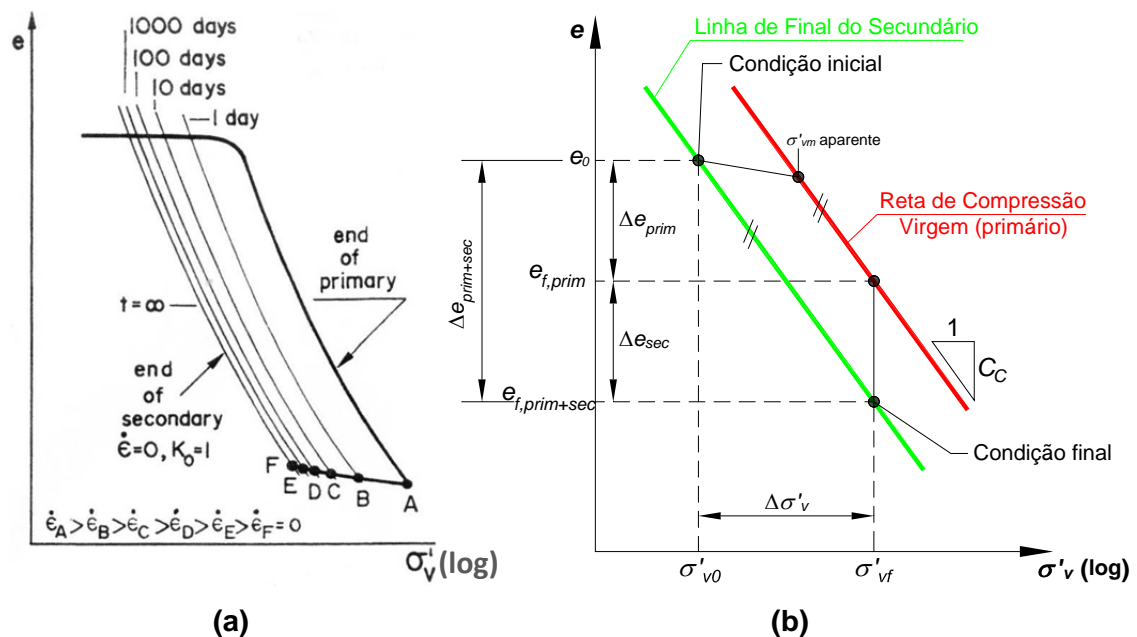 e
1000 days
100 days
10 days
1 day
end
of
primary
t=∞
end
of
secondary
ε̇=0, K₀=1
F
E
D
C
B
A
ε̇A>ε̇B>ε̇C>ε̇D>ε̇E>ε̇F=0
σ'v(log)
(a)
e
Linha de Final do Secundário
Condição inicial
σ'vm aparente
e0
Reta de Compressão
Virgem (primário)
Δeprim
Δeprim+sec
ef,prim
Δesec
1
CC
ef,prim+sec
Condição final
Δσ'v
σ'v0
σ'vf
σ'v (log)
(b)